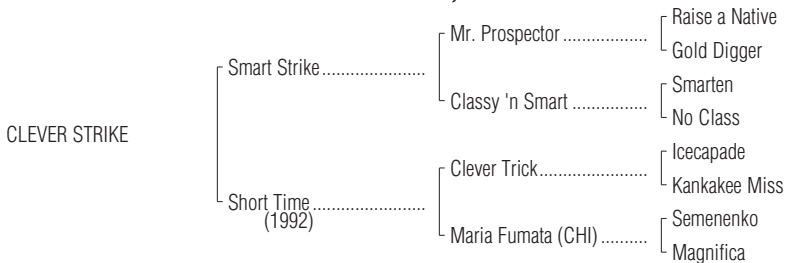 Raise a Native
Mr. Prospector ....................
Gold Digger
Smart Strike.......................
Smarten
Classy 'n Smart ..................
No Class
CLEVER STRIKE
Icecapade
Clever Trick.........................
Kankakee Miss
Short Time .........................
(1992)
Semenenko
Maria Fumata (CHI) ..........
Magnifica